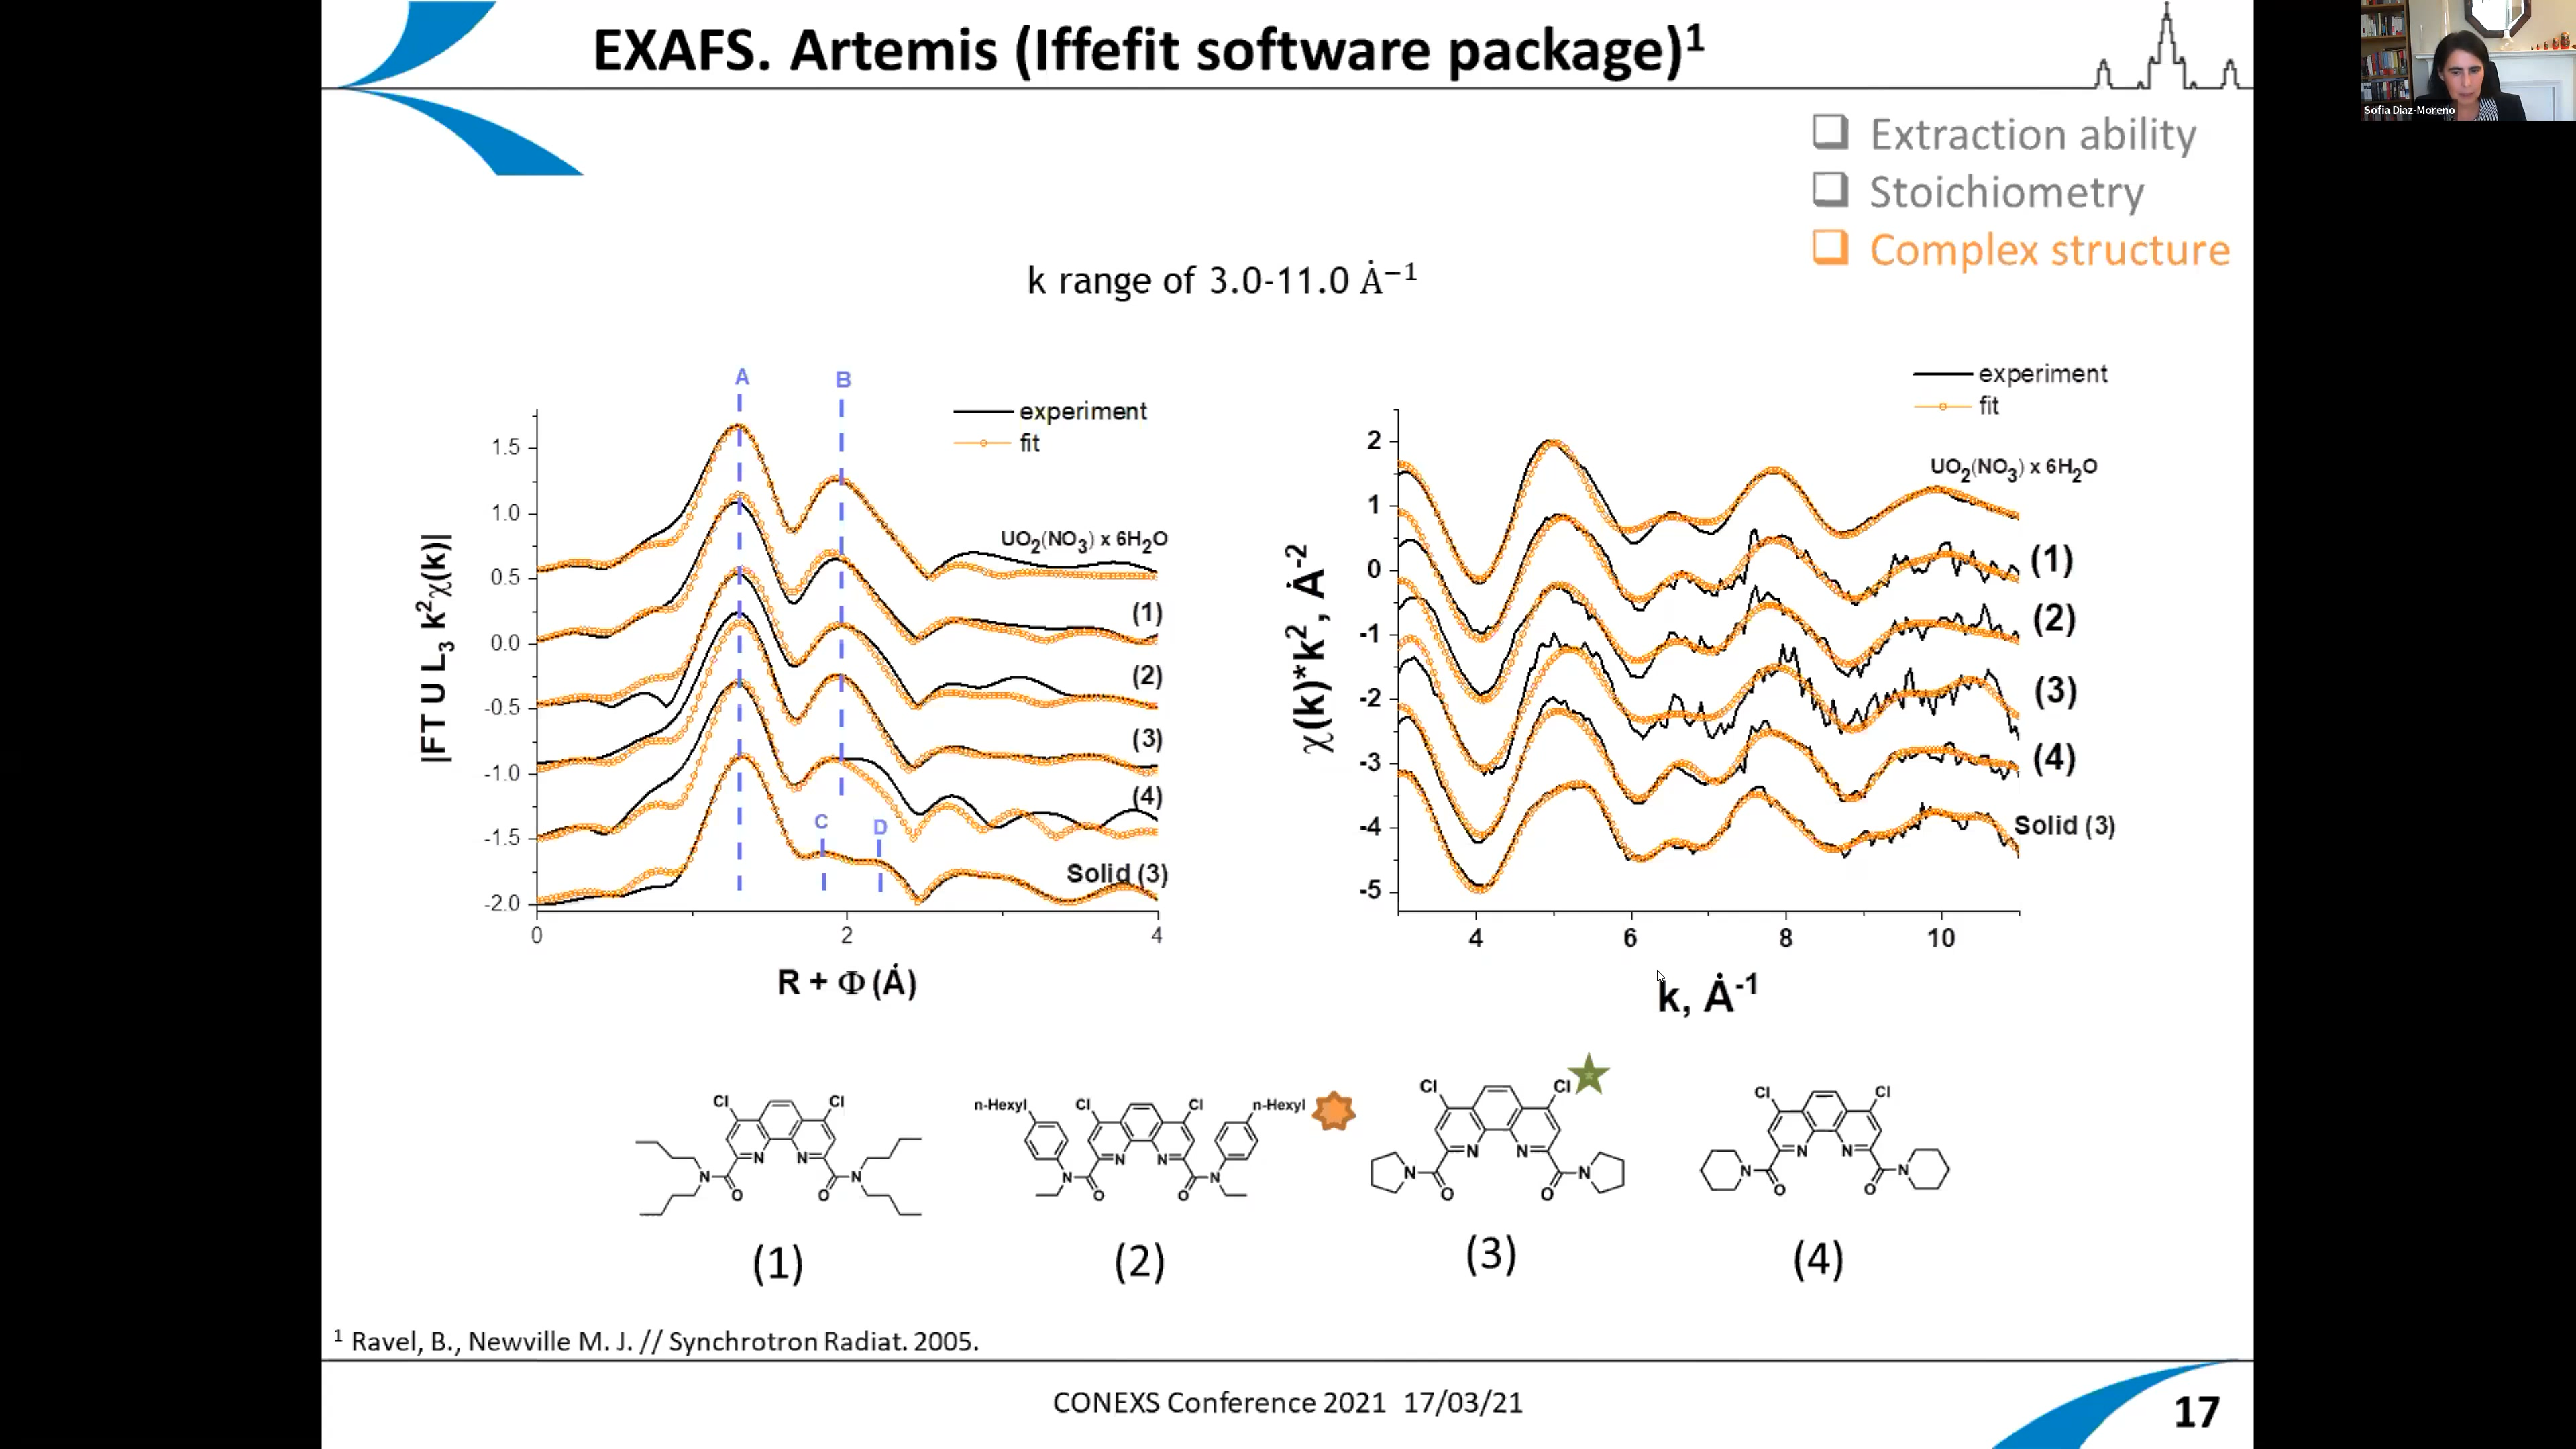 EXAFS. Artemis (Iffefit software package)¹
Sofia Diaz-Moreno
❑ Extraction ability
❑ Stoichiometry
❑ Complex structure
k range of 3.0-11.0 Å⁻¹
A
B
experiment
fit
1.5
1.0
0.5
0.0
-0.5
-1.0
-1.5
-2.0
|FT U L₃ k²χ(k)|
UO₂(NO₃) x 6H₂O
(1)
(2)
(3)
(4)
C
D
Solid (3)
0
2
4
R + Φ (Å)
experiment
fit
2
1
0
-1
-2
-3
-4
-5
χ(k)*k², Å⁻²
UO₂(NO₃) x 6H₂O
(1)
(2)
(3)
(4)
Solid (3)
4
6
8
10
k, Å⁻¹
Cl
Cl
N
N
N
N
O
O
(1)
n-Hexyl
Cl
Cl
n-Hexyl
N
N
N
N
O
O
(2)
Cl
Cl
N
N
N
N
O
O
(3)
Cl
Cl
N
N
N
N
O
O
(4)
¹ Ravel, B., Newville M. J. // Synchrotron Radiat. 2005.
CONEXS Conference 2021 17/03/21
17